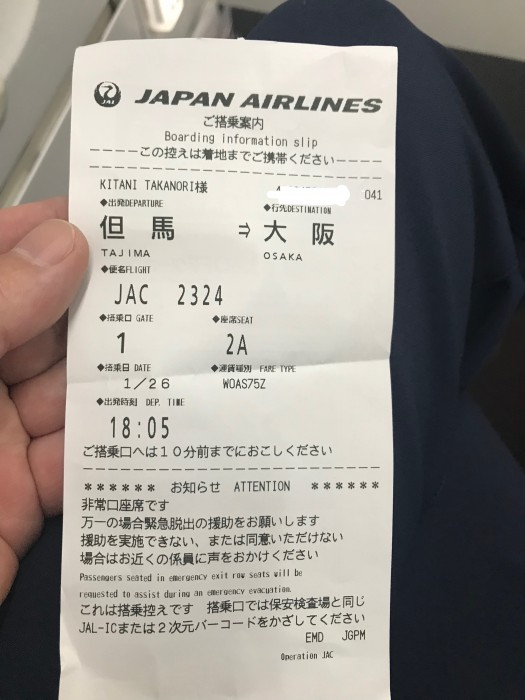 JAL JAPAN AIRLINES
ご搭乗案内
Boarding information slip
ーーーーこの控えは着地までご携帯くださいーーーー
KITANI TAKANORI様 041
◆出発DEPARTURE ◆行先DESTINATION
但馬 ⇒ 大阪
TAJIMA OSAKA
◆便名FLIGHT
JAC 2324
◆搭乗口 GATE ◆座席SEAT
1 2A
◆搭乗日 DATE ◆運賃種別 FARE TYPE
1/26 WOAS75Z
◆出発時刻 DEP. TIME
18:05
ご搭乗口へは10分前までにおこしください
****** お知らせ ATTENTION ******
非常口座席です
万一の場合緊急脱出の援助をお願いします
援助を実施できない、または同意いただけない
場合はお近くの係員に声をおかけください
Passengers seated in emergency exit row seats will be
requested to assist during an emergency evacuation.
これは搭乗控えです 搭乗口では保安検査場と同じ
JAL-ICまたは2次元バーコードをかざしてください
EMD JGPM
Operation JAC